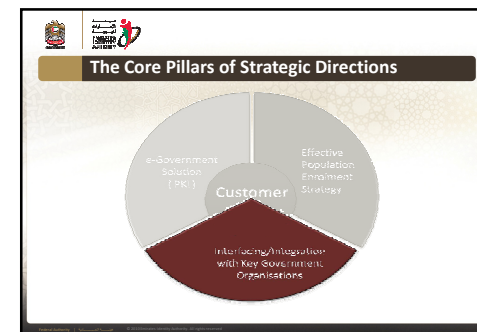 The Core Pillars of Strategic Directions
e-Government
Solution
( PKI )
Effective
Population
Enrolment
Strategy
Customer
Interfacing/Integration
with Key Government
Organisations